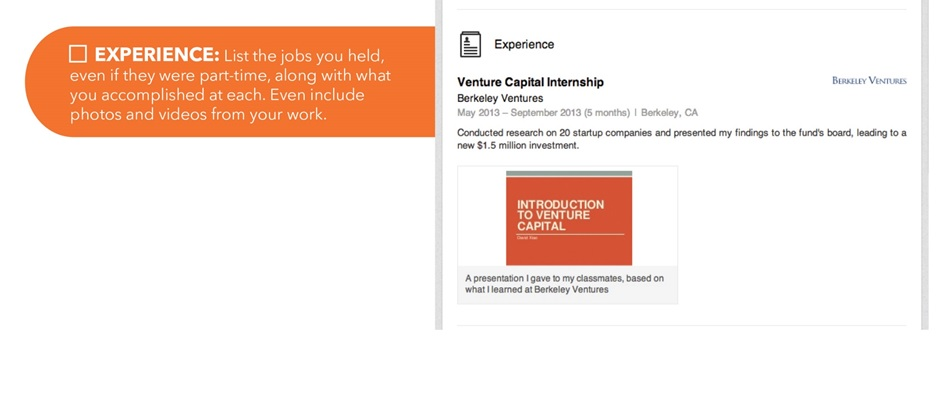 EXPERIENCE: List the jobs you held,
even if they were part-time, along with what
you accomplished at each. Even include
photos and videos from your work.
Experience
Venture Capital Internship
BERKELEY VENTURES
Berkeley Ventures
May 2013 – September 2013 (5 months) | Berkeley, CA
Conducted research on 20 startup companies and presented my findings to the fund's board, leading to a
new $1.5 million investment.
INTRODUCTION
TO VENTURE
CAPITAL
A presentation I gave to my classmates, based on
what I learned at Berkeley Ventures